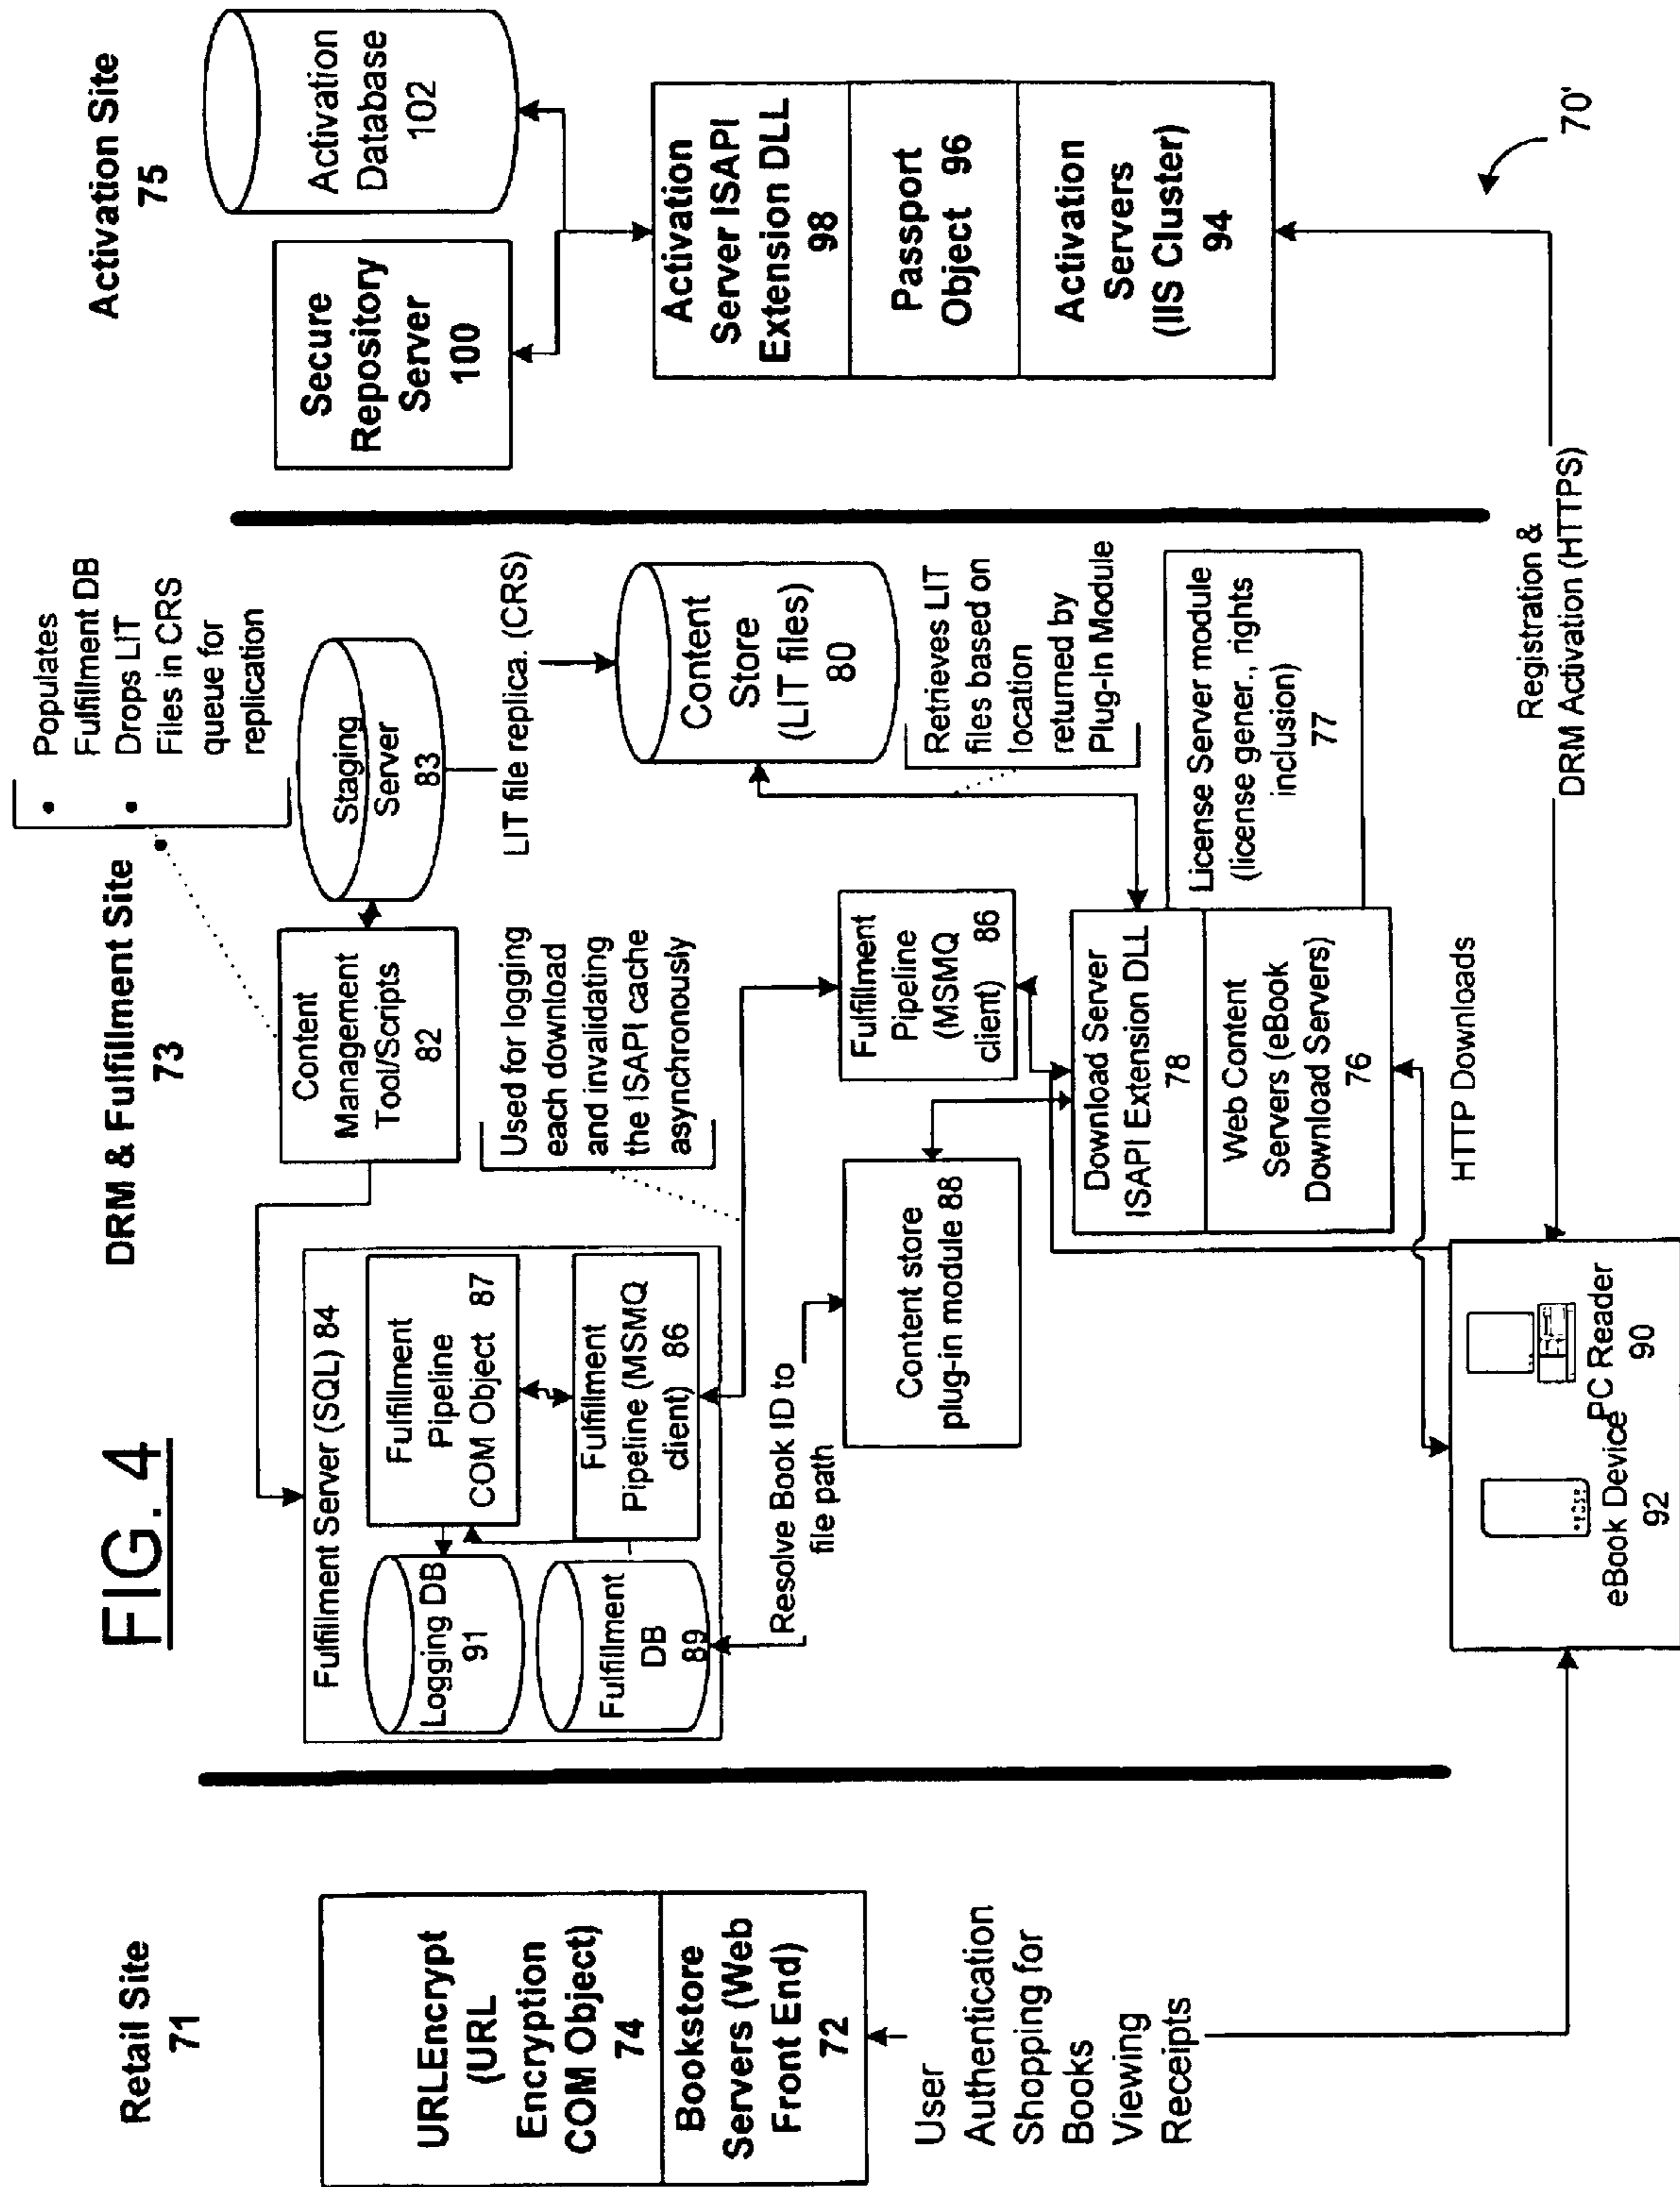 FIG. 4
Retail Site
71
URLEncrypt
(URL
Encryption
COM Object)
74
Bookstore
Servers (Web
Front End)
72
User
Authentication
Shopping for
Books
Viewing
Receipts
DRM & Fulfillment Site
73
Fulfillment Server (SQL) 84
Logging DB
91
Fulfillment
DB
89
Fulfillment
Pipeline
COM Object 87
Fulfillment
Pipeline (MSMQ
client) 86
Content
Management
Tool/Scripts
82
• Populates
Fulfillment DB
• Drops LIT
Files in CRS
queue for
replication
Staging
Server
83
LIT file replica. (CRS)
Used for logging
each download
and invalidating
the ISAPI cache
asynchronously
Content
Store
(LIT files)
80
Retrieves LIT
files based on
location
returned by
Plug-In Module
Resolve Book ID to
file path
Content store
plug-in module 88
Fulfillment
Pipeline
(MSMQ
client) 86
Download Server
ISAPI Extension DLL
78
Web Content
Servers (eBook
Download Servers)
76
License Server module
(license gener., rights
inclusion)
77
HTTP Downloads
eBook Device
92
PC Reader
90
Registration &
DRM Activation (HTTPS)
Activation Site
75
Secure
Repository
Server
100
Activation
Database
102
Activation
Server ISAPI
Extension DLL
98
Passport
Object 96
Activation
Servers
(IIS Cluster)
94
70'